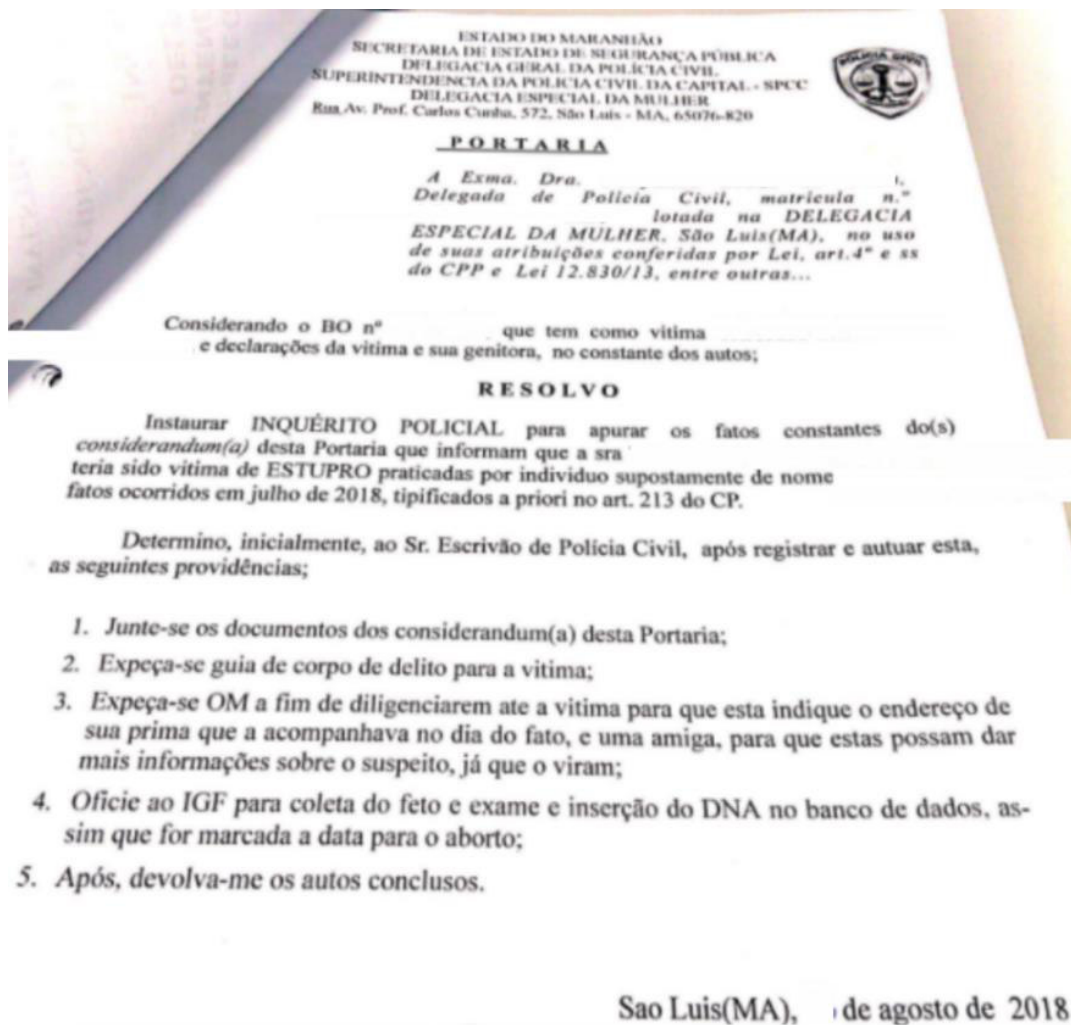 ESTADO DO MARANHÃO
SECRETARIA DE ESTADO DE SEGURANÇA PÚBLICA
DELEGACIA GERAL DA POLÍCIA CIVIL
SUPERINTENDENCIA DA POLICIA CIVIL DA CAPITAL - SPCC
DELEGACIA ESPECIAL DA MULHER
Rua Av. Prof. Carlos Cunha, 572, São Luis - MA, 65076-820
POLICIA CIVIL
PORTARIA
A Exma. Dra.
Delegada de Polícia Civil, matricula n.º
lotada na DELEGACIA
ESPECIAL DA MULHER, São Luis(MA), no uso
de suas atribuições conferidas por Lei, art.4º e ss
do CPP e Lei 12.830/13, entre outras...
Considerando o BO nº que tem como vitima
e declarações da vitima e sua genitora, no constante dos autos;
RESOLVO
Instaurar INQUÉRITO POLICIAL para apurar os fatos constantes do(s)
considerandum(a) desta Portaria que informam que a sra
teria sido vitima de ESTUPRO praticadas por individuo supostamente de nome
fatos ocorridos em julho de 2018, tipificados a priori no art. 213 do CP.
Determino, inicialmente, ao Sr. Escrivão de Polícia Civil, após registrar e autuar esta,
as seguintes providências;
1. Junte-se os documentos dos considerandum(a) desta Portaria;
2. Expeça-se guia de corpo de delito para a vitima;
3. Expeça-se OM a fim de diligenciarem ate a vitima para que esta indique o endereço de
sua prima que a acompanhava no dia do fato, e uma amiga, para que estas possam dar
mais informações sobre o suspeito, já que o viram;
4. Oficie ao IGF para coleta do feto e exame e inserção do DNA no banco de dados, as-
sim que for marcada a data para o aborto;
5. Após, devolva-me os autos conclusos.
Sao Luis(MA), de agosto de 2018